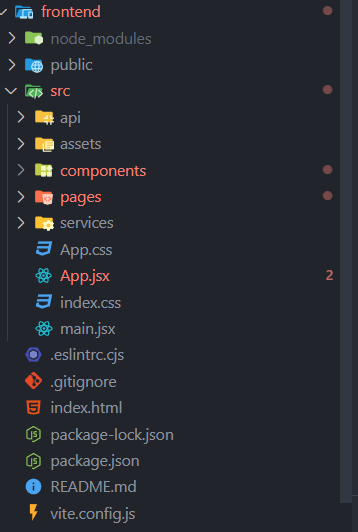 frontend
node_modules
public
src
api
assets
components
pages
services
App.css
App.jsx 2
index.css
main.jsx
.eslintrc.cjs
.gitignore
index.html
package-lock.json
package.json
README.md
vite.config.js